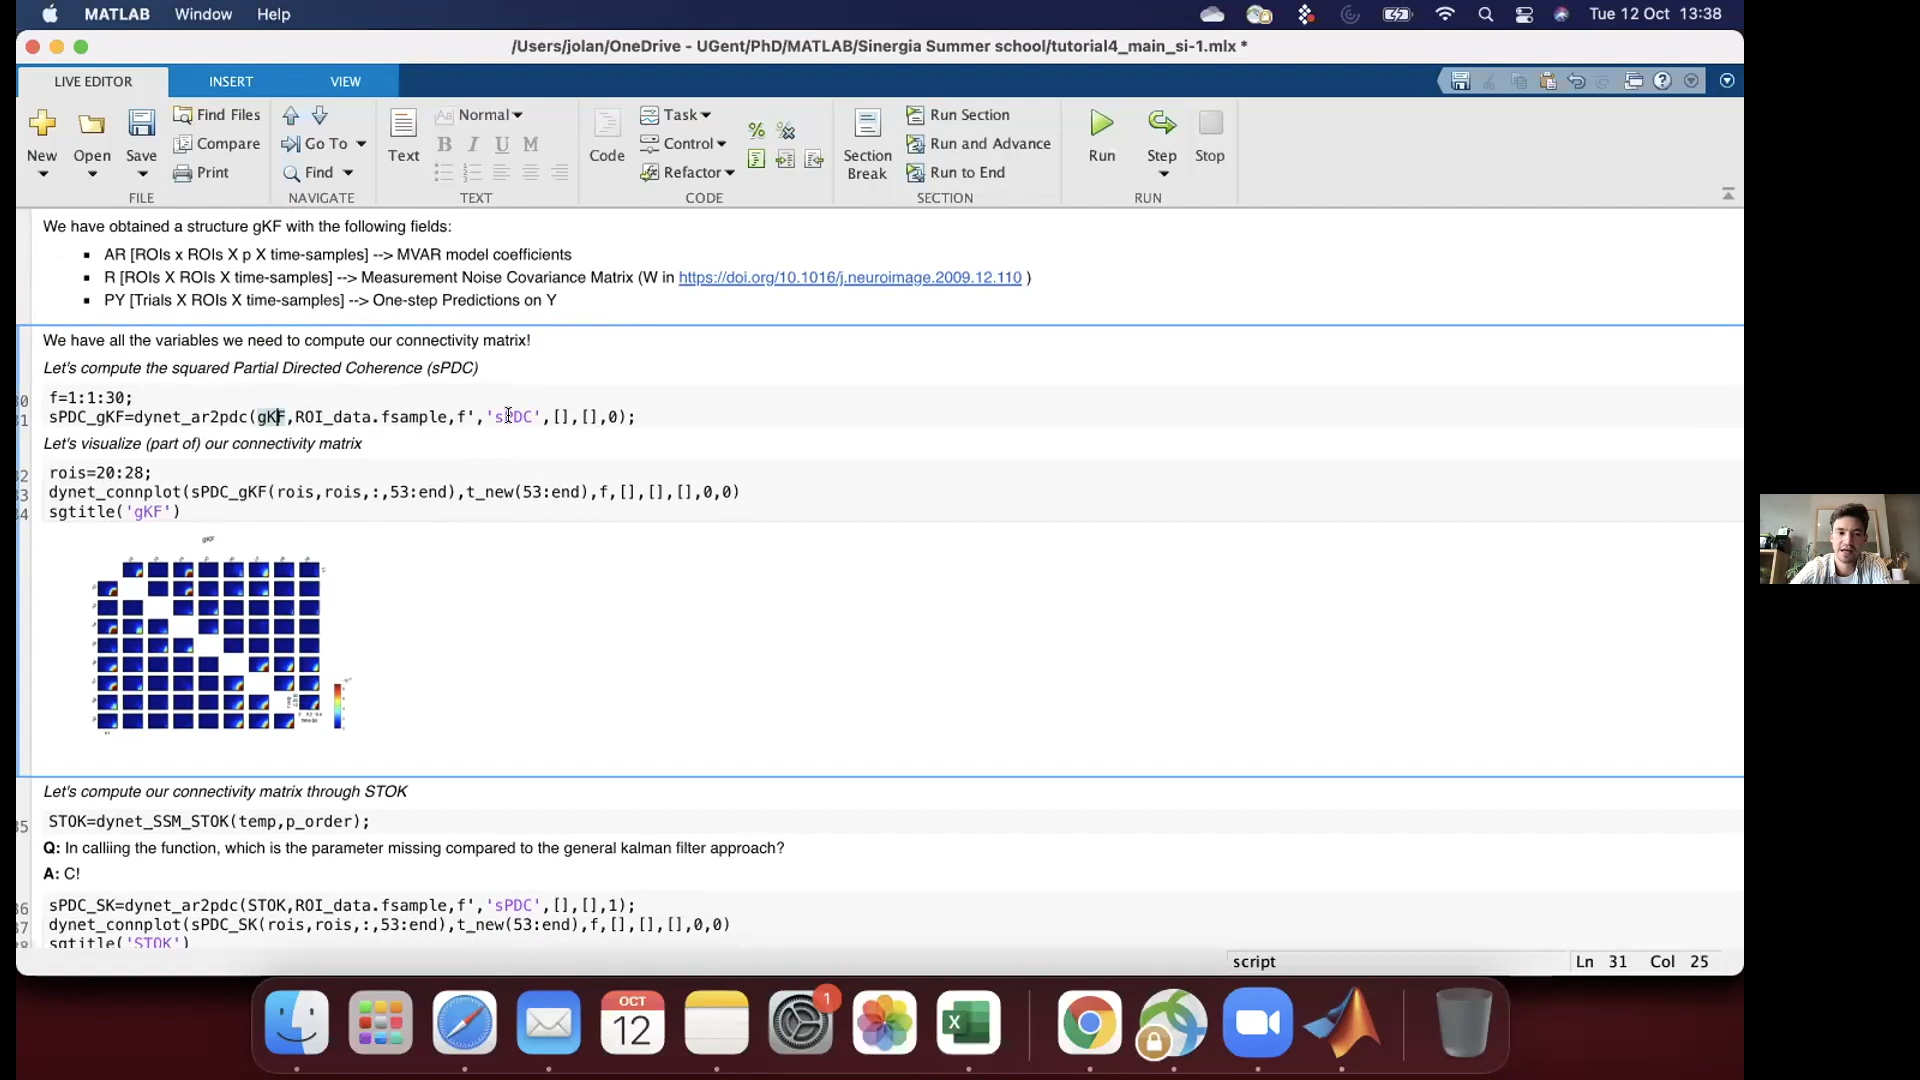 MATLAB Window Help
Tue 12 Oct 13:38
/Users/jolan/OneDrive - UGent/PhD/MATLAB/Sinergia Summer school/tutorial4_main_si-1.mlx *
LIVE EDITOR INSERT VIEW
New Open Save Find Files Compare Print
FILE
Go To Find
NAVIGATE
Text Aa Normal B I U M
TEXT
Code Task Control Refactor
CODE
Section Break Run Section Run and Advance Run to End
SECTION
Run Step Stop
RUN
We have obtained a structure gKF with the following fields:
AR [ROIs x ROIs X p X time-samples] --> MVAR model coefficients
R [ROIs X ROIs X time-samples] --> Measurement Noise Covariance Matrix (W in https://doi.org/10.1016/j.neuroimage.2009.12.110 )
PY [Trials X ROIs X time-samples] --> One-step Predictions on Y
We have all the variables we need to compute our connectivity matrix!
Let's compute the squared Partial Directed Coherence (sPDC)
f=1:1:30;
sPDC_gKF=dynet_ar2pdc(gKF,ROI_data.fsample,f','sPDC',[],[],0);
Let's visualize (part of) our connectivity matrix
rois=20:28;
dynet_connplot(sPDC_gKF(rois,rois,:,53:end),t_new(53:end),f,[],[],[],0,0)
sgtitle('gKF')
gKF
Let's compute our connectivity matrix through STOK
STOK=dynet_SSM_STOK(temp,p_order);
Q: In calliing the function, which is the parameter missing compared to the general kalman filter approach?
A: C!
sPDC_SK=dynet_ar2pdc(STOK,ROI_data.fsample,f','sPDC',[],[],1);
dynet_connplot(sPDC_SK(rois,rois,:,53:end),t_new(53:end),f,[],[],[],0,0)
sgtitle('STOK')
script Ln 31 Col 25
OCT
12
1